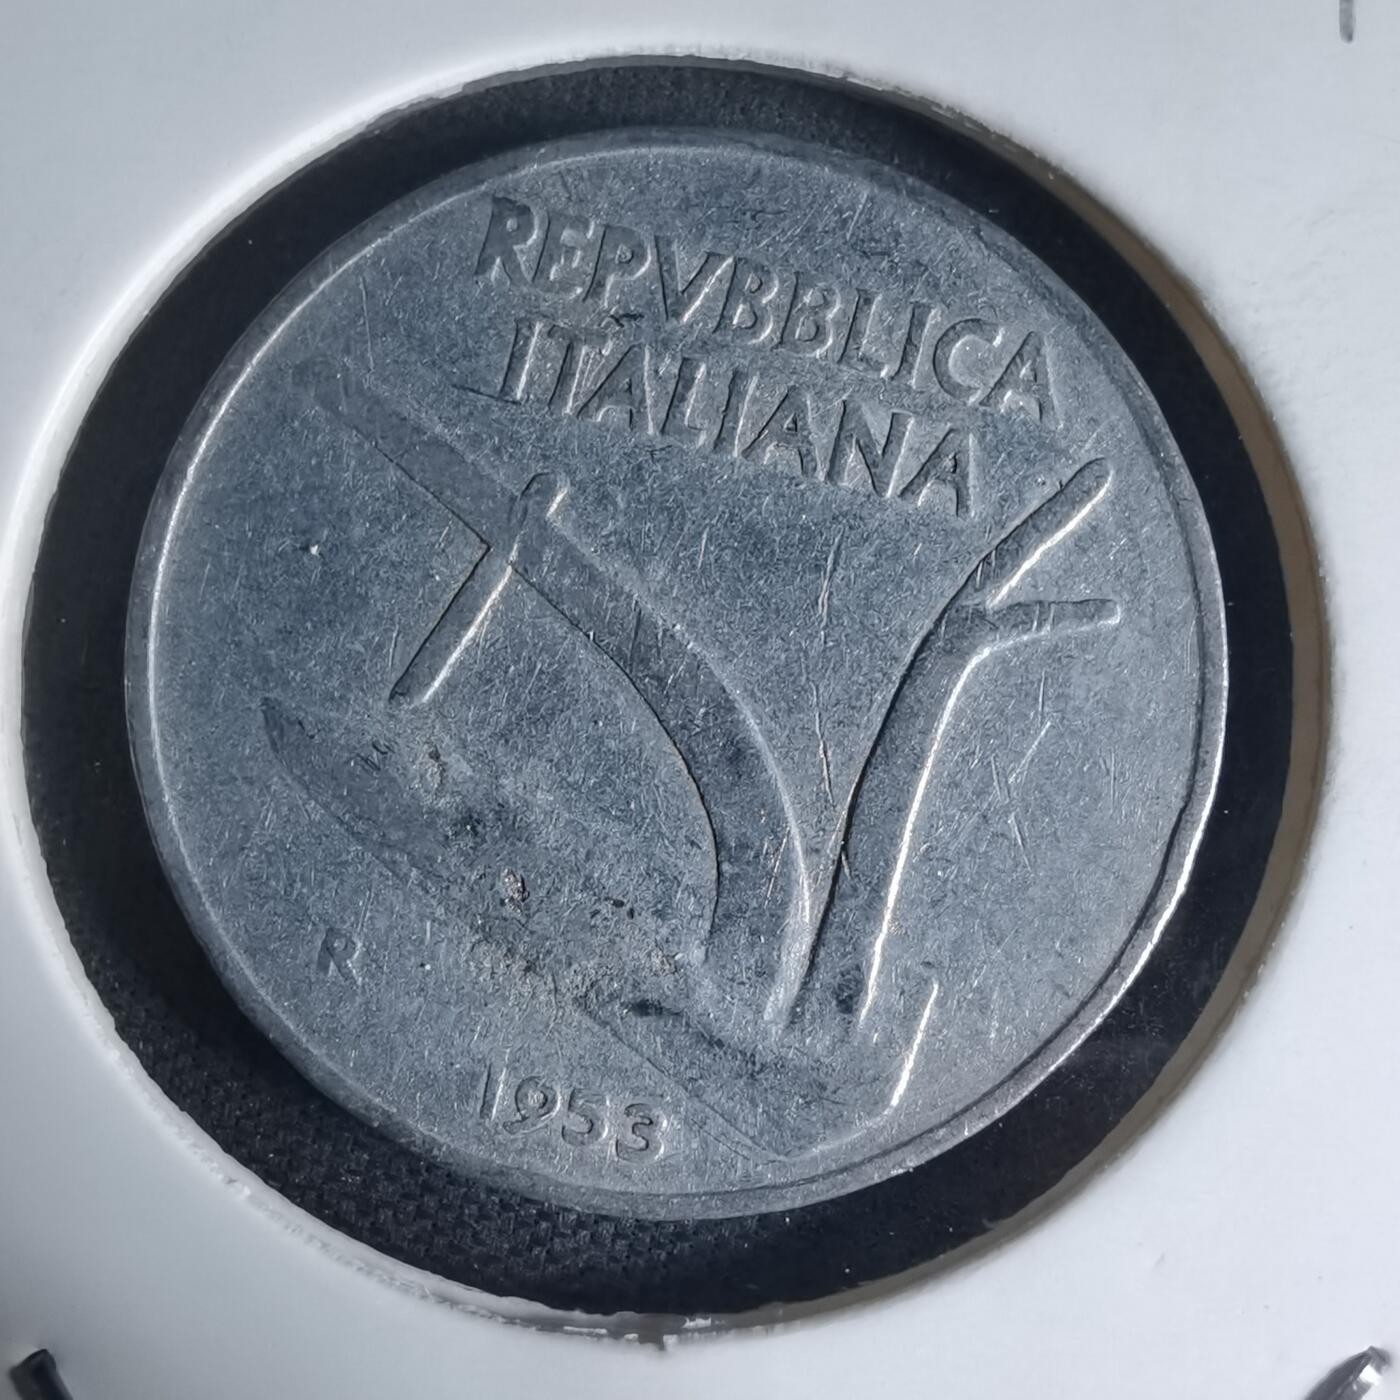 REPVBBLICA
ITALIANA
R
1953